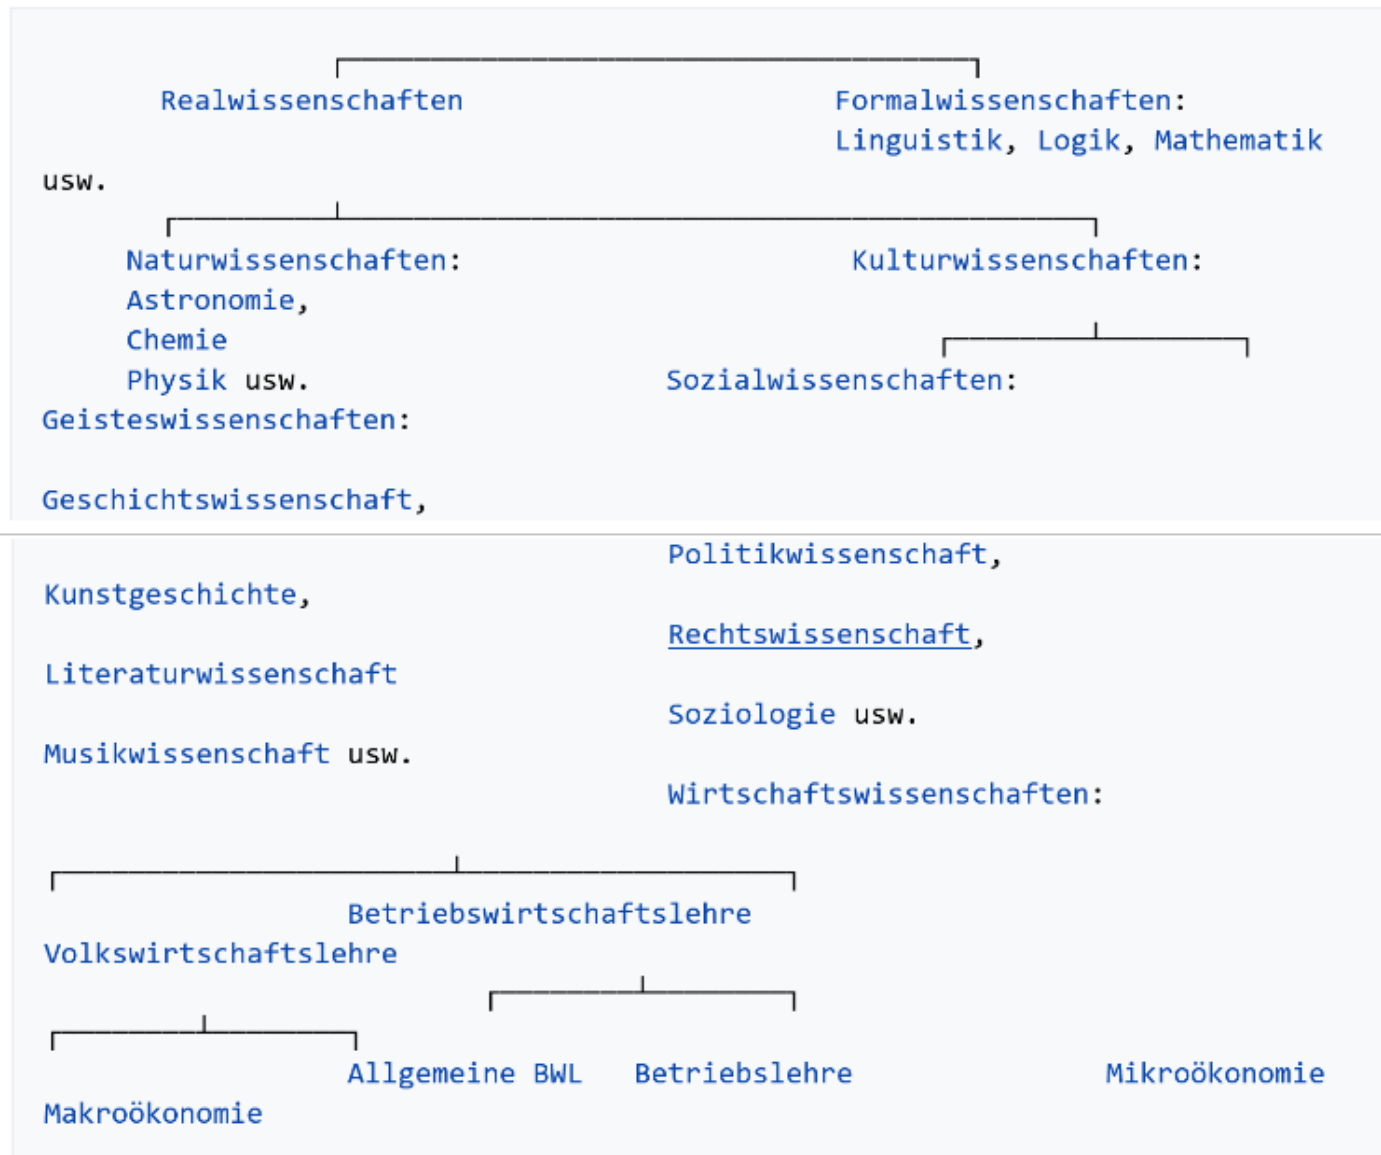 Realwissenschaften Formalwissenschaften:
Linguistik, Logik, Mathematik
usw.
Naturwissenschaften: Kulturwissenschaften:
Astronomie,
Chemie
Physik usw. Sozialwissenschaften:
Geisteswissenschaften:
Geschichtswissenschaft,
Politikwissenschaft,
Kunstgeschichte,
Rechtswissenschaft,
Literaturwissenschaft
Soziologie usw.
Musikwissenschaft usw.
Wirtschaftswissenschaften:
Betriebswirtschaftslehre
Volkswirtschaftslehre
Allgemeine BWL Betriebslehre Mikroökonomie
Makroökonomie